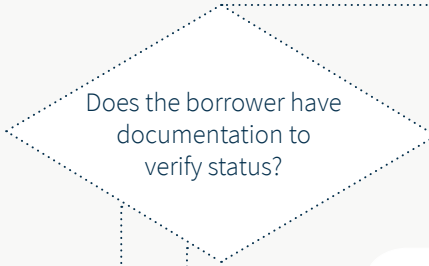 Does the borrower have
documentation to
verify status?